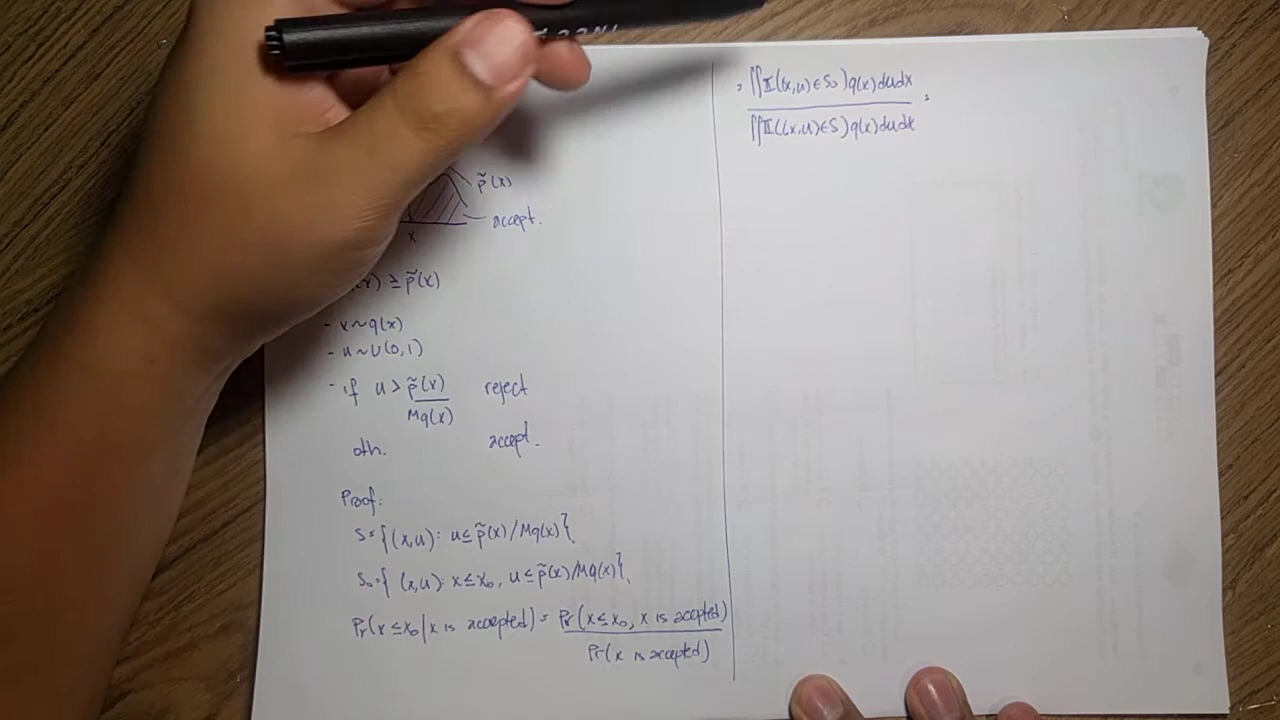 p̃(x)
accept.
x
(x) ≥ p̃(x)
- x ~ q(x)
- u ~ U(0,1)
- if u > p̃(x)/Mq(x) reject
oth. accept.
Proof:
S = {(x,u): u ≤ p̃(x)/Mq(x)}.
S₀ = {(x,u): x ≤ x₀, u ≤ p̃(x)/Mq(x)}.
Pr(x ≤ x₀ | x is accepted) = Pr(x ≤ x₀, x is accepted) / Pr(x is accepted)
= ∬𝕀((x,u) ∈ S₀)q(x)dudx / ∬𝕀((x,u) ∈ S)q(x)dudx =